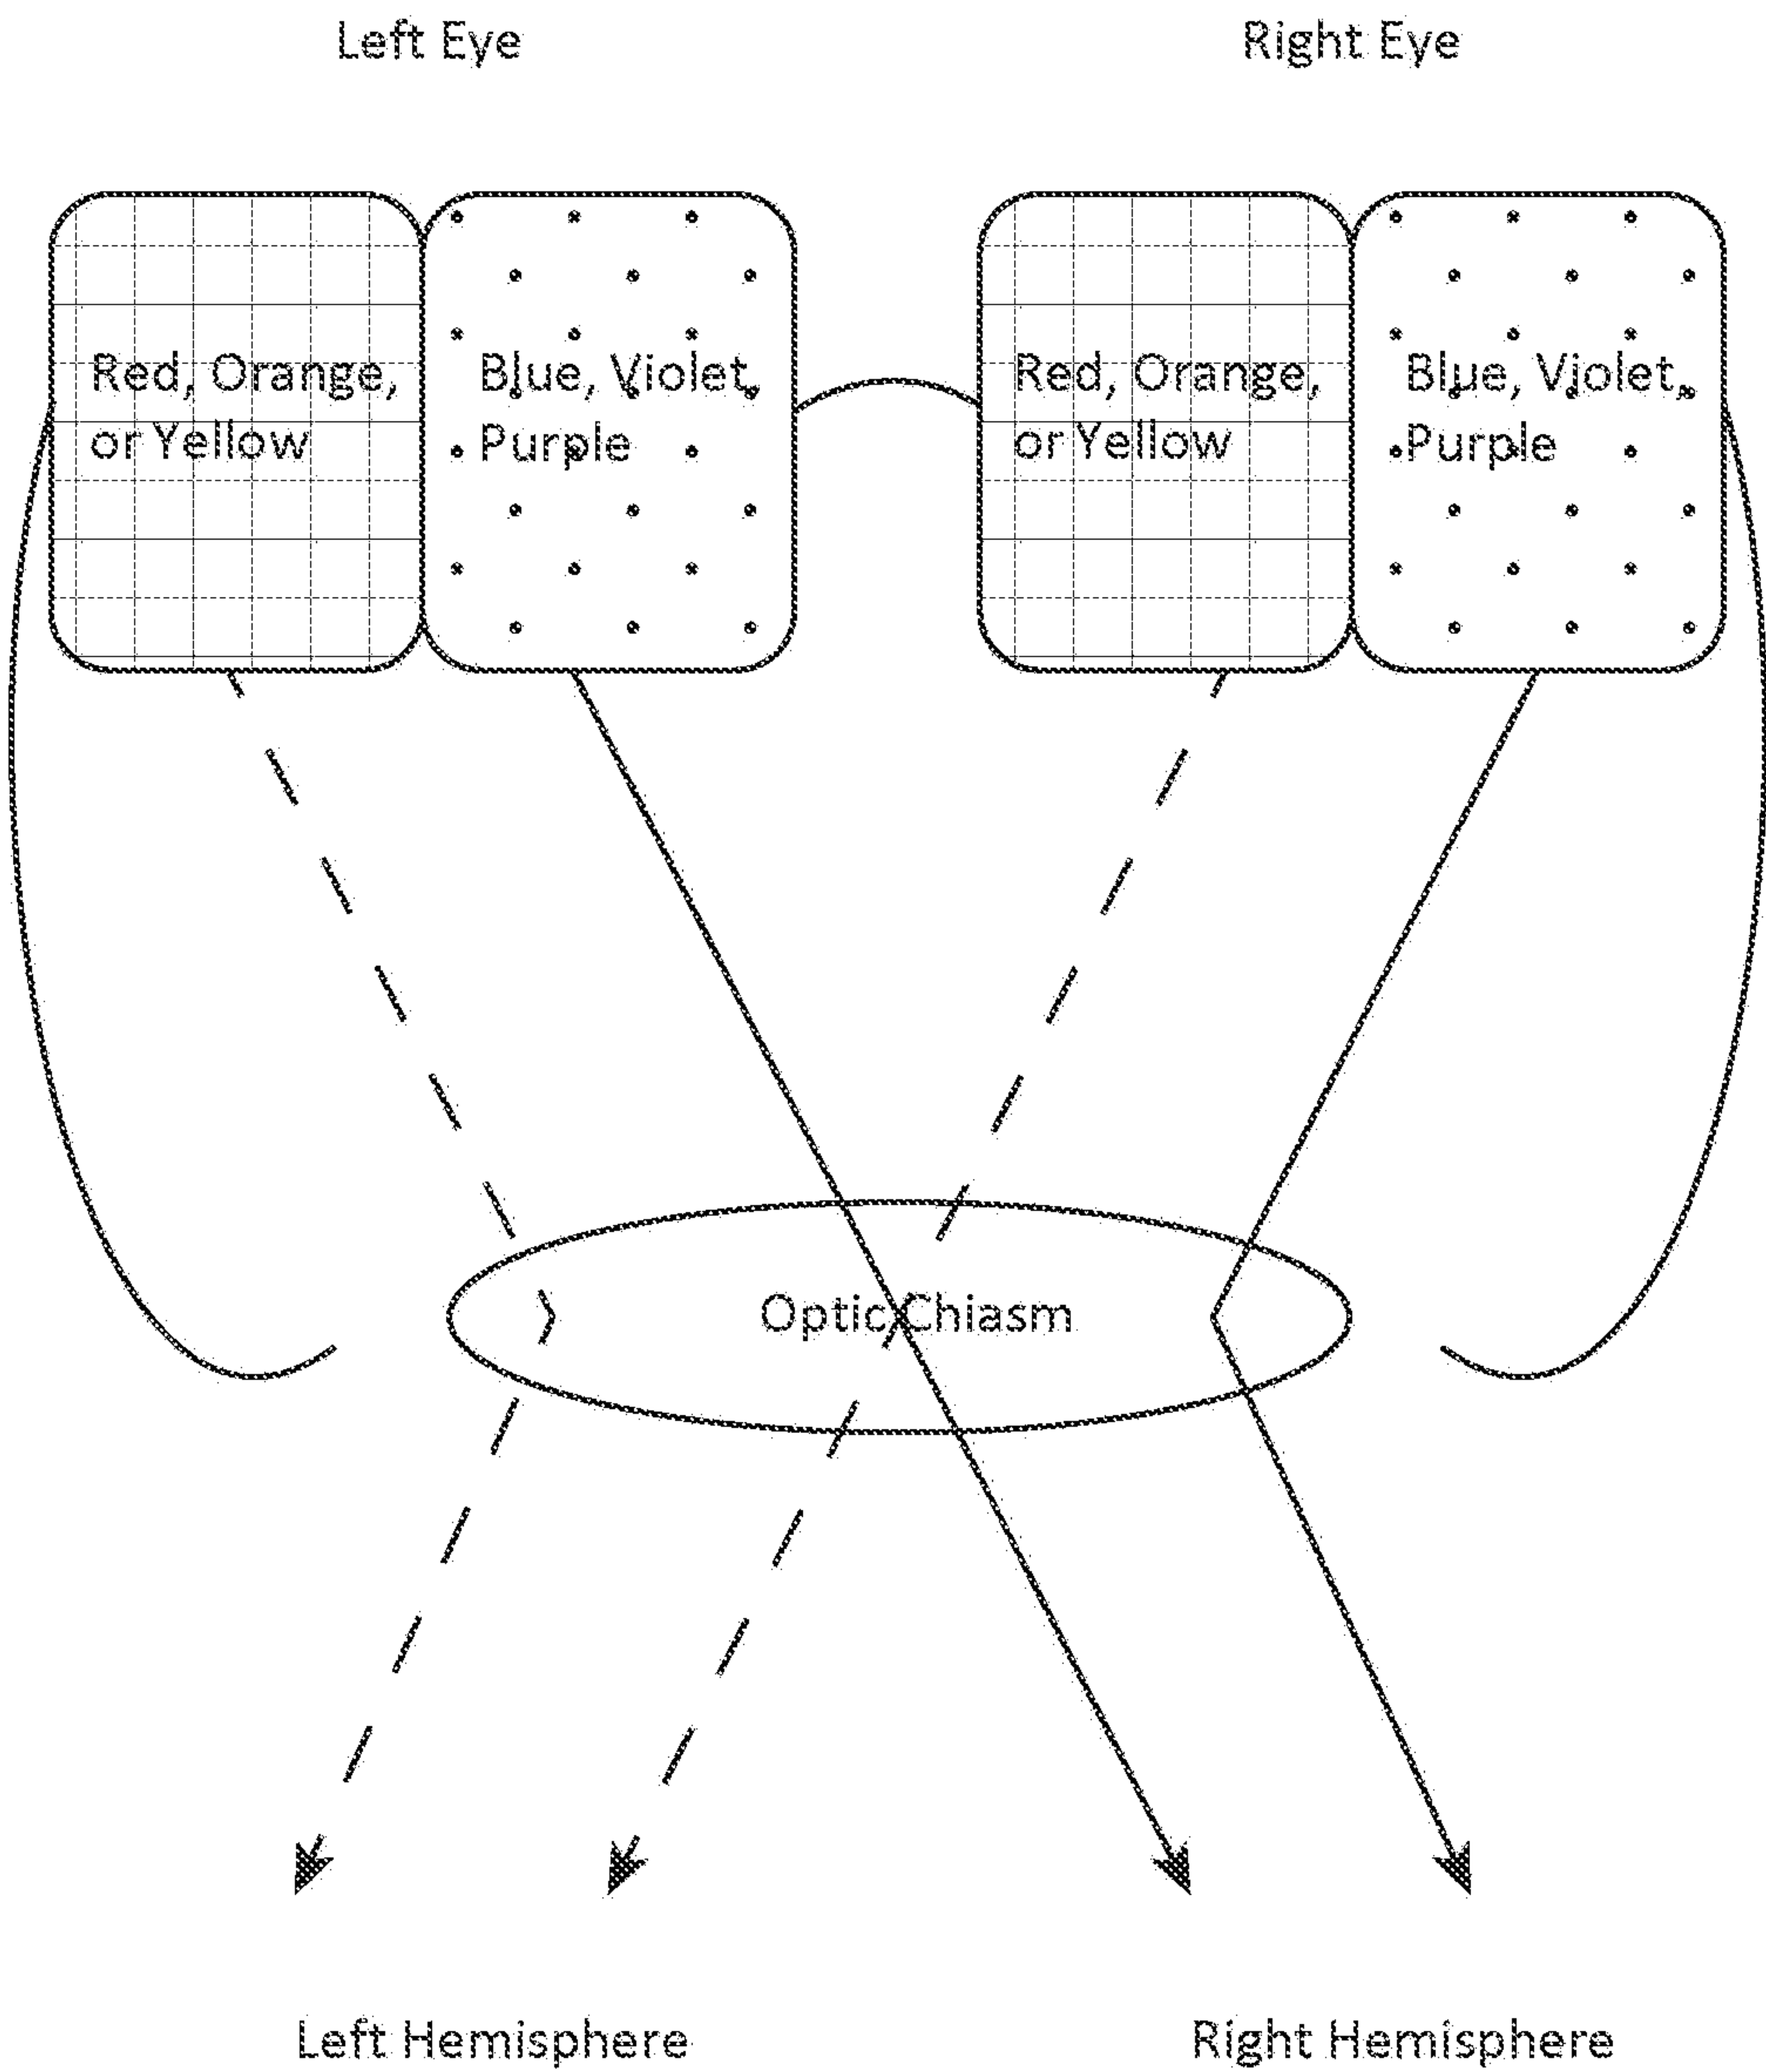 Left Eye
Right Eye
Red, Orange,
or Yellow
Blue, Violet,
Purple
Red, Orange,
or Yellow
Blue, Violet,
Purple
Optic Chiasm
Left Hemisphere
Right Hemisphere